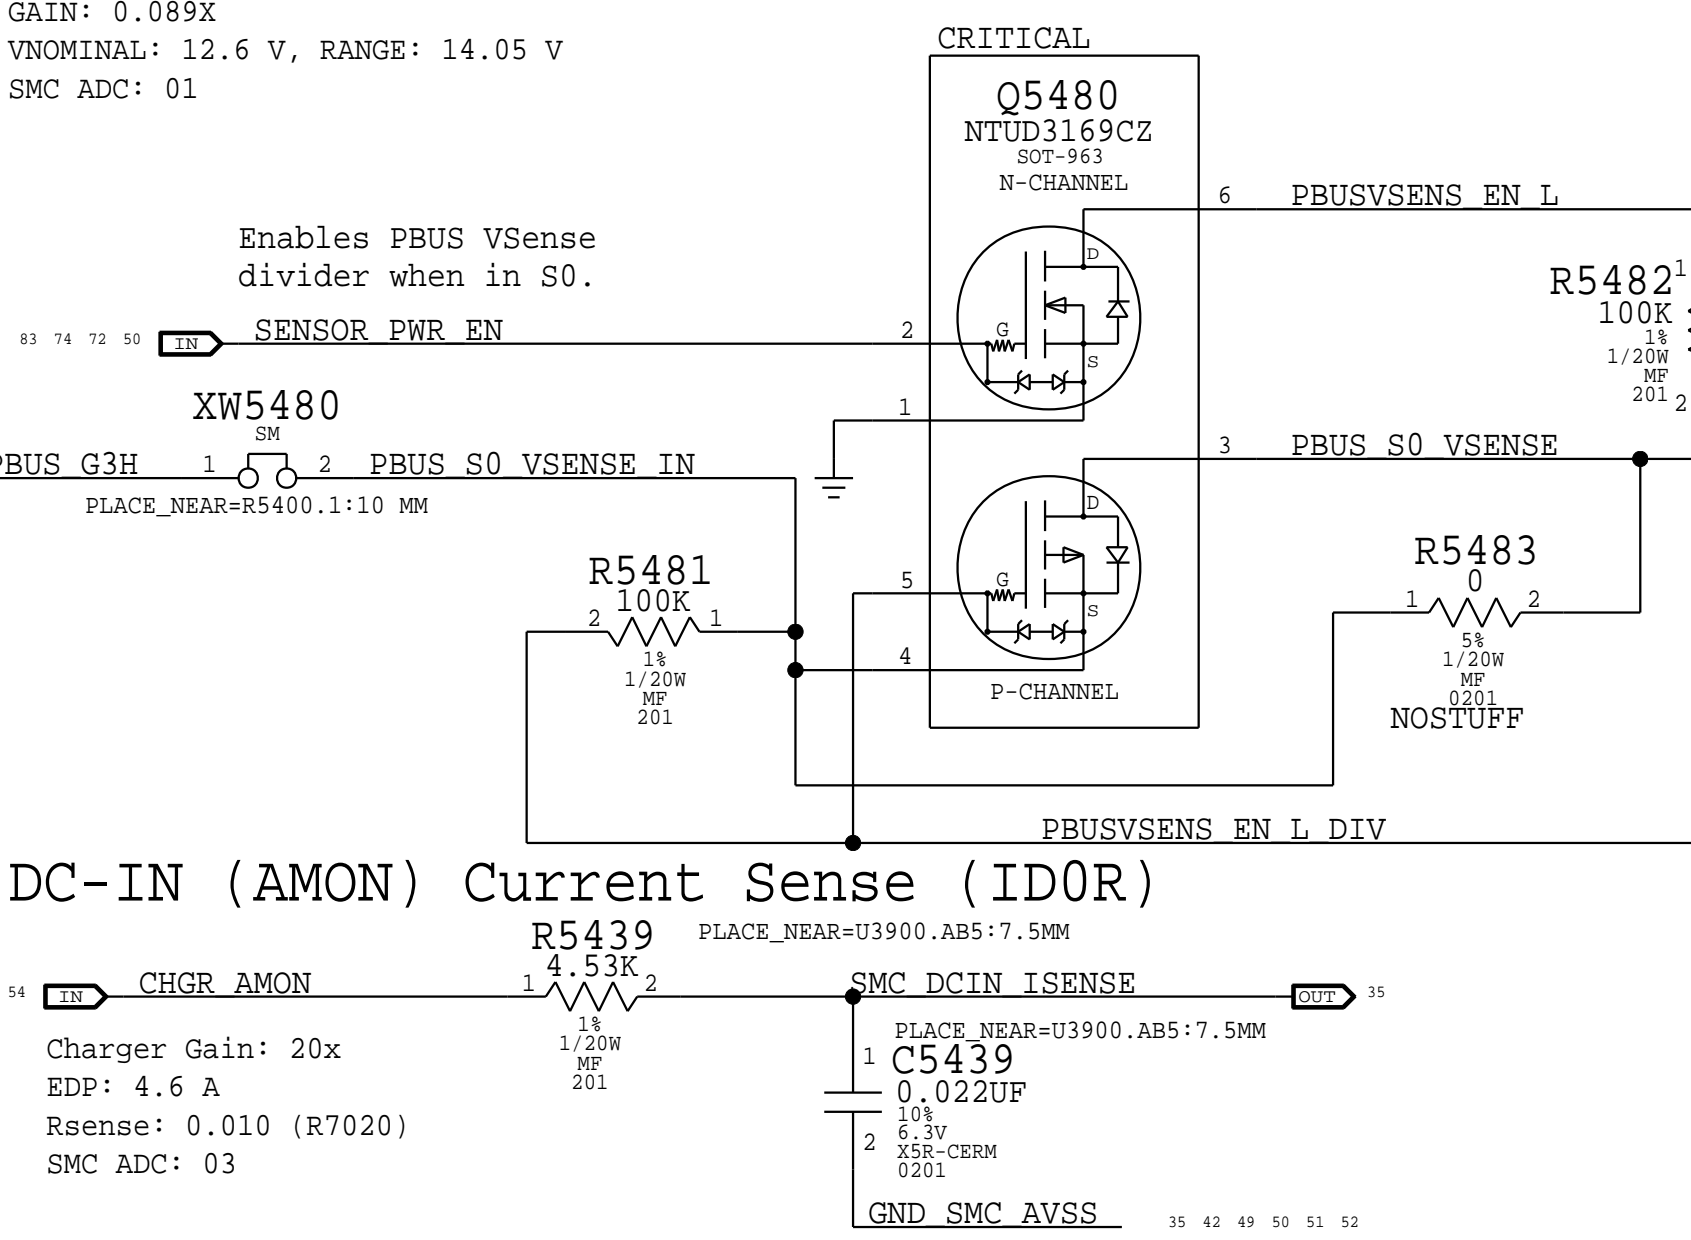 GAIN: 0.089X
VNOMINAL: 12.6 V, RANGE: 14.05 V
SMC ADC: 01
CRITICAL
Q5480
NTUD3169CZ
SOT-963
N-CHANNEL
6
PBUSVSENS_EN_L
Enables PBUS VSense
divider when in S0.
D
G
S
R5482
1
100K
1%
1/20W
MF
201
2
83 74 72 50
IN
SENSOR_PWR_EN
2
1
XW5480
SM
PBUS_G3H
1
2
PBUS_S0_VSENSE_IN
PLACE_NEAR=R5400.1:10 MM
3
PBUS_S0_VSENSE
D
G
S
5
4
P-CHANNEL
R5481
100K
2
1
1%
1/20W
MF
201
R5483
0
1
2
5%
1/20W
MF
0201
NOSTUFF
PBUSVSENS_EN_L_DIV
DC-IN (AMON) Current Sense (ID0R)
R5439
PLACE_NEAR=U3900.AB5:7.5MM
4.53K
54
IN
CHGR_AMON
1
2
1%
1/20W
MF
201
SMC_DCIN_ISENSE
OUT
35
PLACE_NEAR=U3900.AB5:7.5MM
1
C5439
0.022UF
10%
6.3V
X5R-CERM
0201
2
Charger Gain: 20x
EDP: 4.6 A
Rsense: 0.010 (R7020)
SMC ADC: 03
GND_SMC_AVSS
35 42 49 50 51 52